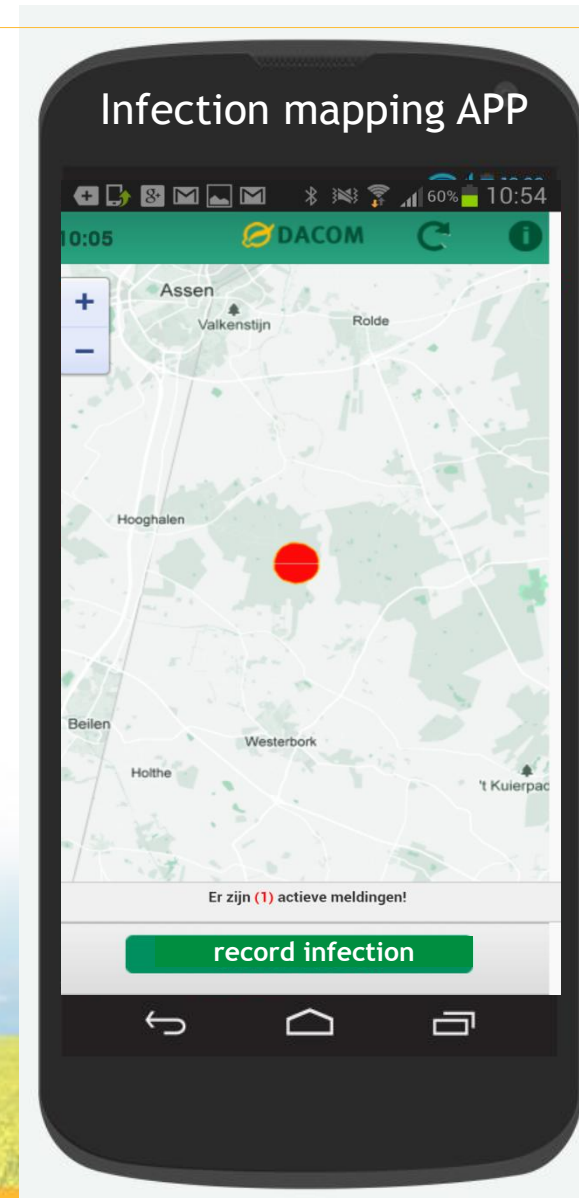 Infection mapping APP
60% 10:54
10:05 DACOM
+
Assen
Valkenstijn
Rolde
−
Hooghalen
Beilen
Westerbork
Holthe
't Kuierpad
Er zijn (1) actieve meldingen!
record infection